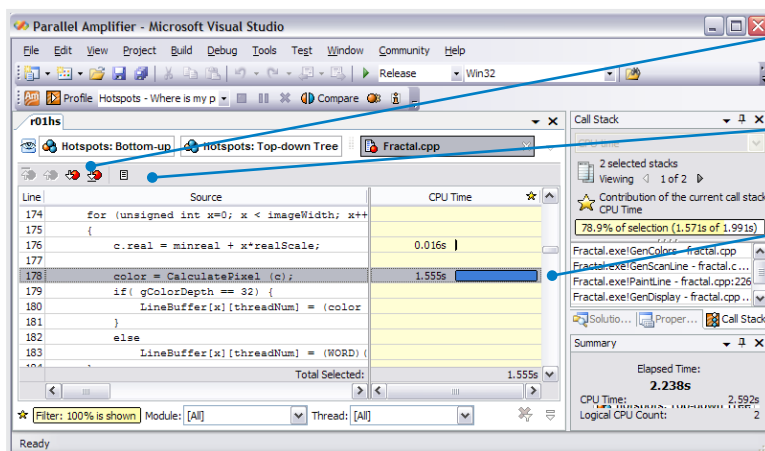 Parallel Amplifier - Microsoft Visual Studio
File Edit View Project Build Debug Tools Test Window Community Help
Release Win32
Profile Hotspots - Where is my p Compare
r01hs
Hotspots: Bottom-up Hotspots: Top-down Tree Fractal.cpp
Line Source CPU Time
174 for (unsigned int x=0; x < imageWidth; x++
175 {
176 c.real = minreal + x*realScale; 0.016s
177
178 color = CalculatePixel (c); 1.555s
179 if( gColorDepth == 32) {
180 LineBuffer[x][threadNum] = (color
181 }
182 else
183 LineBuffer[x][threadNum] = (WORD)(
Total Selected: 1.555s
Filter: 100% is shown Module: [All] Thread: [All]
Ready
Call Stack
CPU Time
2 selected stacks
Viewing 1 of 2
Contribution of the current call stack
CPU Time
78.9% of selection (1.571s of 1.991s)
Fractal.exe!GenColors - fractal.cpp
Fractal.exe!GenScanLine - fractal.c...
Fractal.exe!PaintLine - fractal.cpp:226
Fractal.exe!GenDisplay - fractal.cpp..
Solutio... Proper... Call Stack
Summary
Elapsed Time:
2.238s
CPU Time: 2.592s
Logical CPU Count: 2